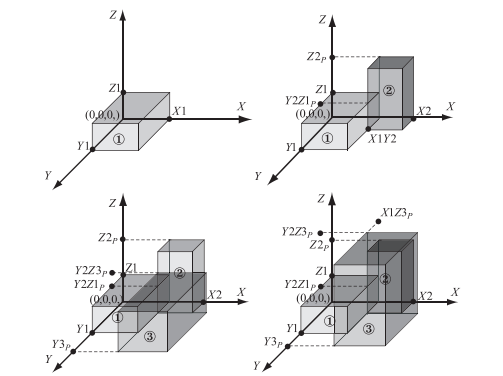 Z
Z1
(0,0,0,)
X1
X
①
Y1
Y
Z
Z2P
②
Z1
Y2Z1P
(0,0,0,)
X2
X
①
X1Y2
Y1
Y
Z
Z2P
Y2Z3P
Z1
②
Y2Z1P
(0,0,0,)
X2
X
①
Y1
③
Y3P
Y
Z
X1Z3P
Y2Z3P
Z2P
Z1
②
Y2Z1P
(0,0,0,)
X2
X
①
Y1
③
Y3P
Y